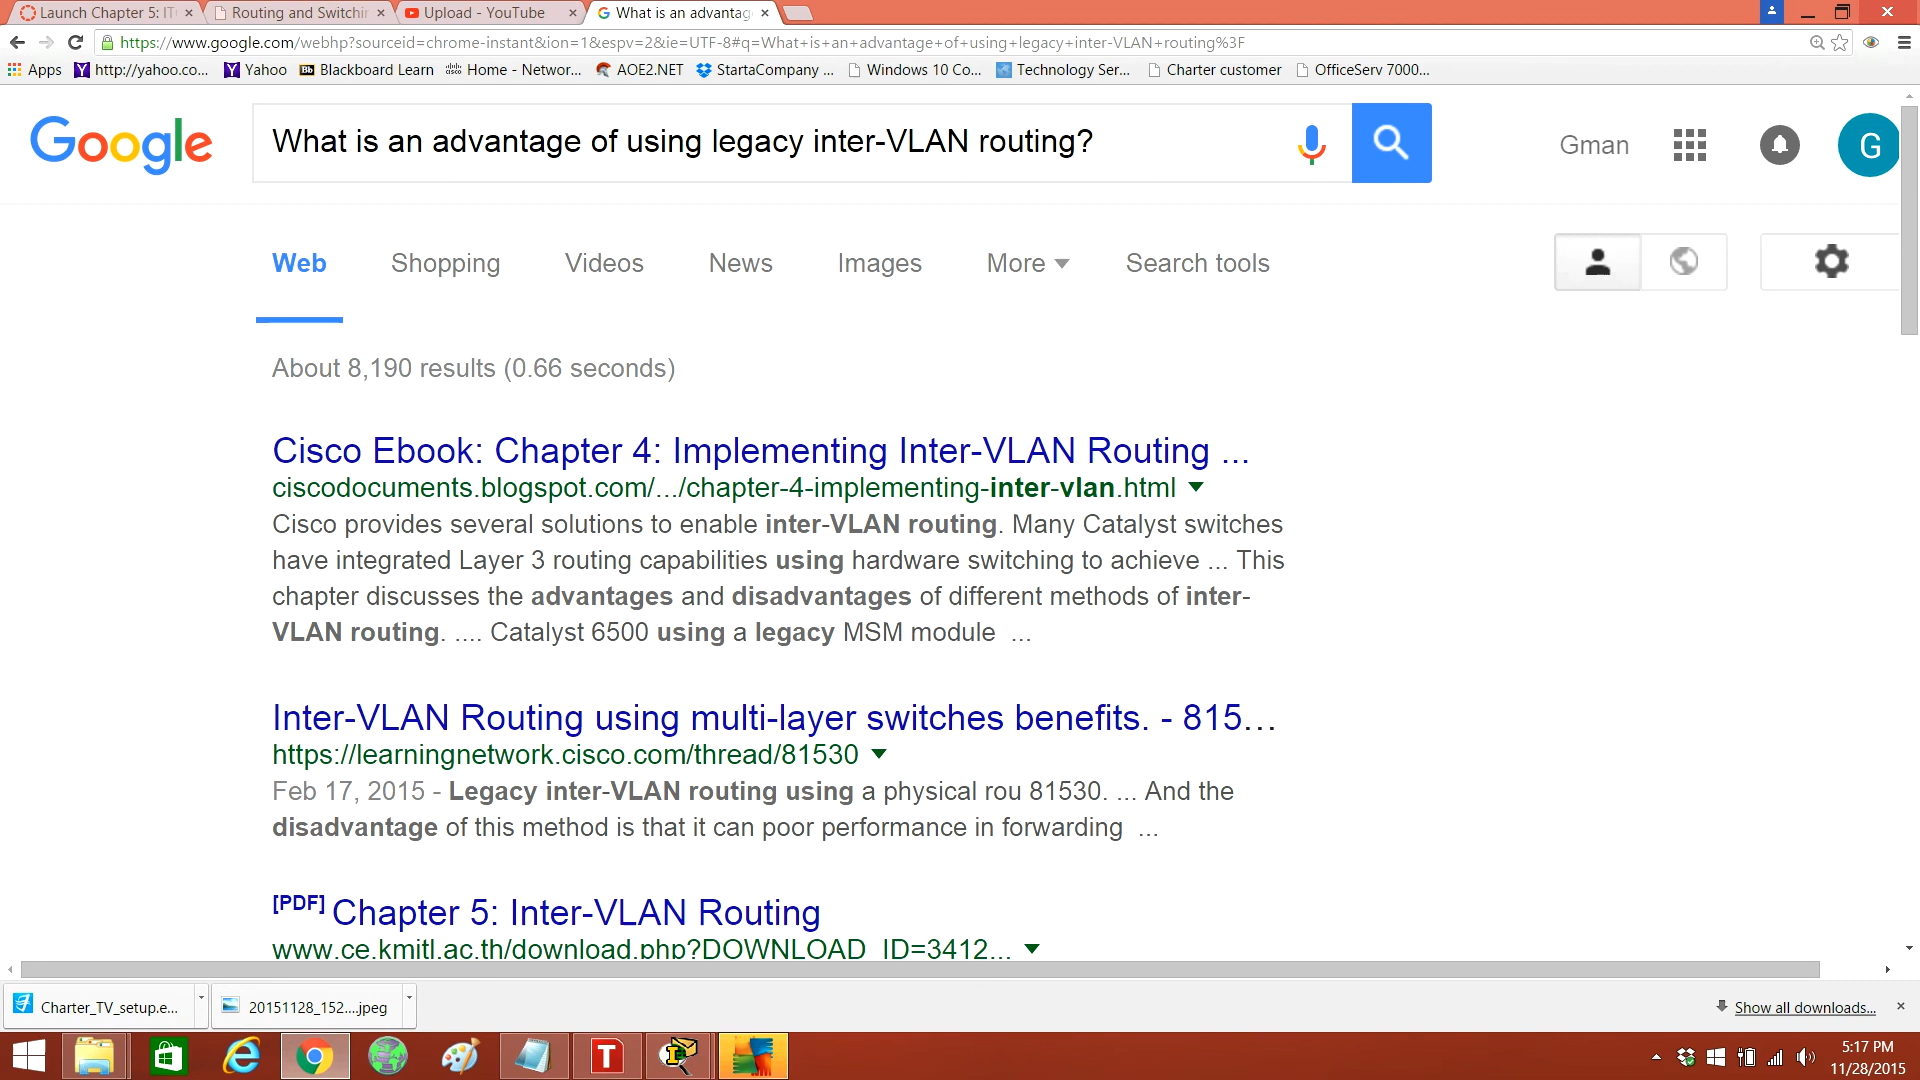 Launch Chapter 5: IT
Routing and Switchin
Upload - YouTube
What is an advantag
https://www.google.com/webhp?sourceid=chrome-instant&ion=1&espv=2&ie=UTF-8#q=What+is+an+advantage+of+using+legacy+inter-VLAN+routing%3F
Apps http://yahoo.co... Yahoo Blackboard Learn Home - Networ... AOE2.NET StartaCompany ... Windows 10 Co... Technology Ser... Charter customer OfficeServ 7000...
Google
What is an advantage of using legacy inter-VLAN routing?
Gman
G
Web Shopping Videos News Images More Search tools
About 8,190 results (0.66 seconds)
Cisco Ebook: Chapter 4: Implementing Inter-VLAN Routing ...
ciscodocuments.blogspot.com/.../chapter-4-implementing-inter-vlan.html
Cisco provides several solutions to enable inter-VLAN routing. Many Catalyst switches
have integrated Layer 3 routing capabilities using hardware switching to achieve ... This
chapter discusses the advantages and disadvantages of different methods of inter-
VLAN routing. .... Catalyst 6500 using a legacy MSM module ...
Inter-VLAN Routing using multi-layer switches benefits. - 815...
https://learningnetwork.cisco.com/thread/81530
Feb 17, 2015 - Legacy inter-VLAN routing using a physical rou 81530. ... And the
disadvantage of this method is that it can poor performance in forwarding ...
[PDF] Chapter 5: Inter-VLAN Routing
www.ce.kmitl.ac.th/download.php?DOWNLOAD_ID=3412...
Charter_TV_setup.e...
20151128_152....jpeg
Show all downloads...
5:17 PM
11/28/2015